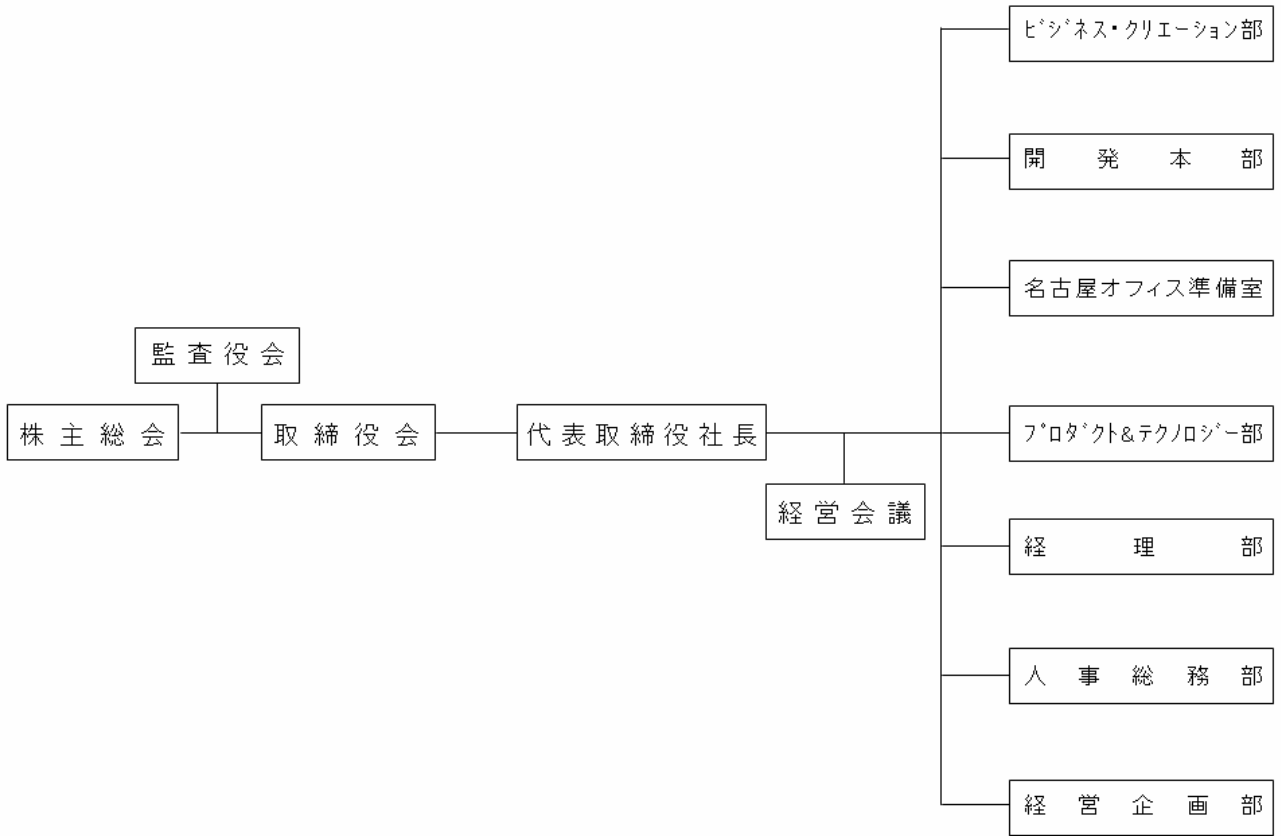 ビジネス・クリエーション部
開発本部
名古屋オフィス準備室
監査役会
株主総会
取締役会
代表取締役社長
プロダクト&テクノロジー部
経営会議
経理部
人事総務部
経営企画部